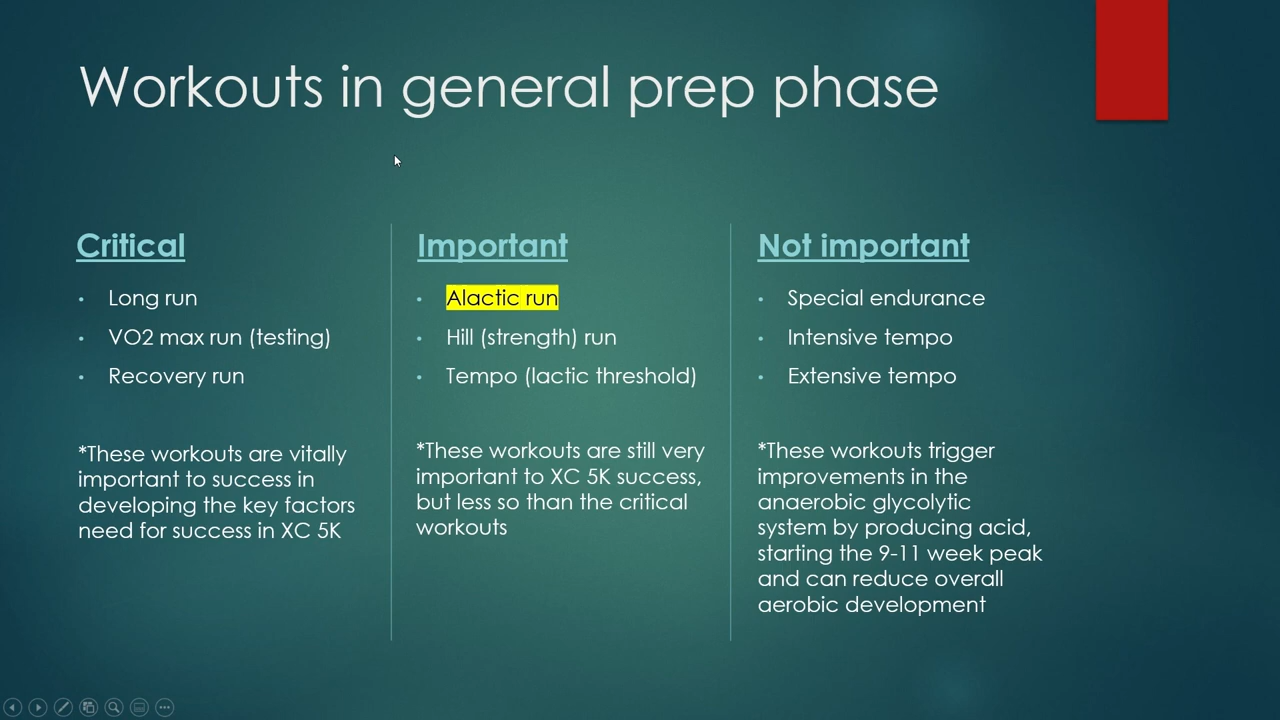 Workouts in general prep phase
Critical
• Long run
• VO2 max run (testing)
• Recovery run
*These workouts are vitally
important to success in
developing the key factors
need for success in XC 5K
Important
• Alactic run
• Hill (strength) run
• Tempo (lactic threshold)
*These workouts are still very
important to XC 5K success,
but less so than the critical
workouts
Not important
• Special endurance
• Intensive tempo
• Extensive tempo
*These workouts trigger
improvements in the
anaerobic glycolytic
system by producing acid,
starting the 9-11 week peak
and can reduce overall
aerobic development